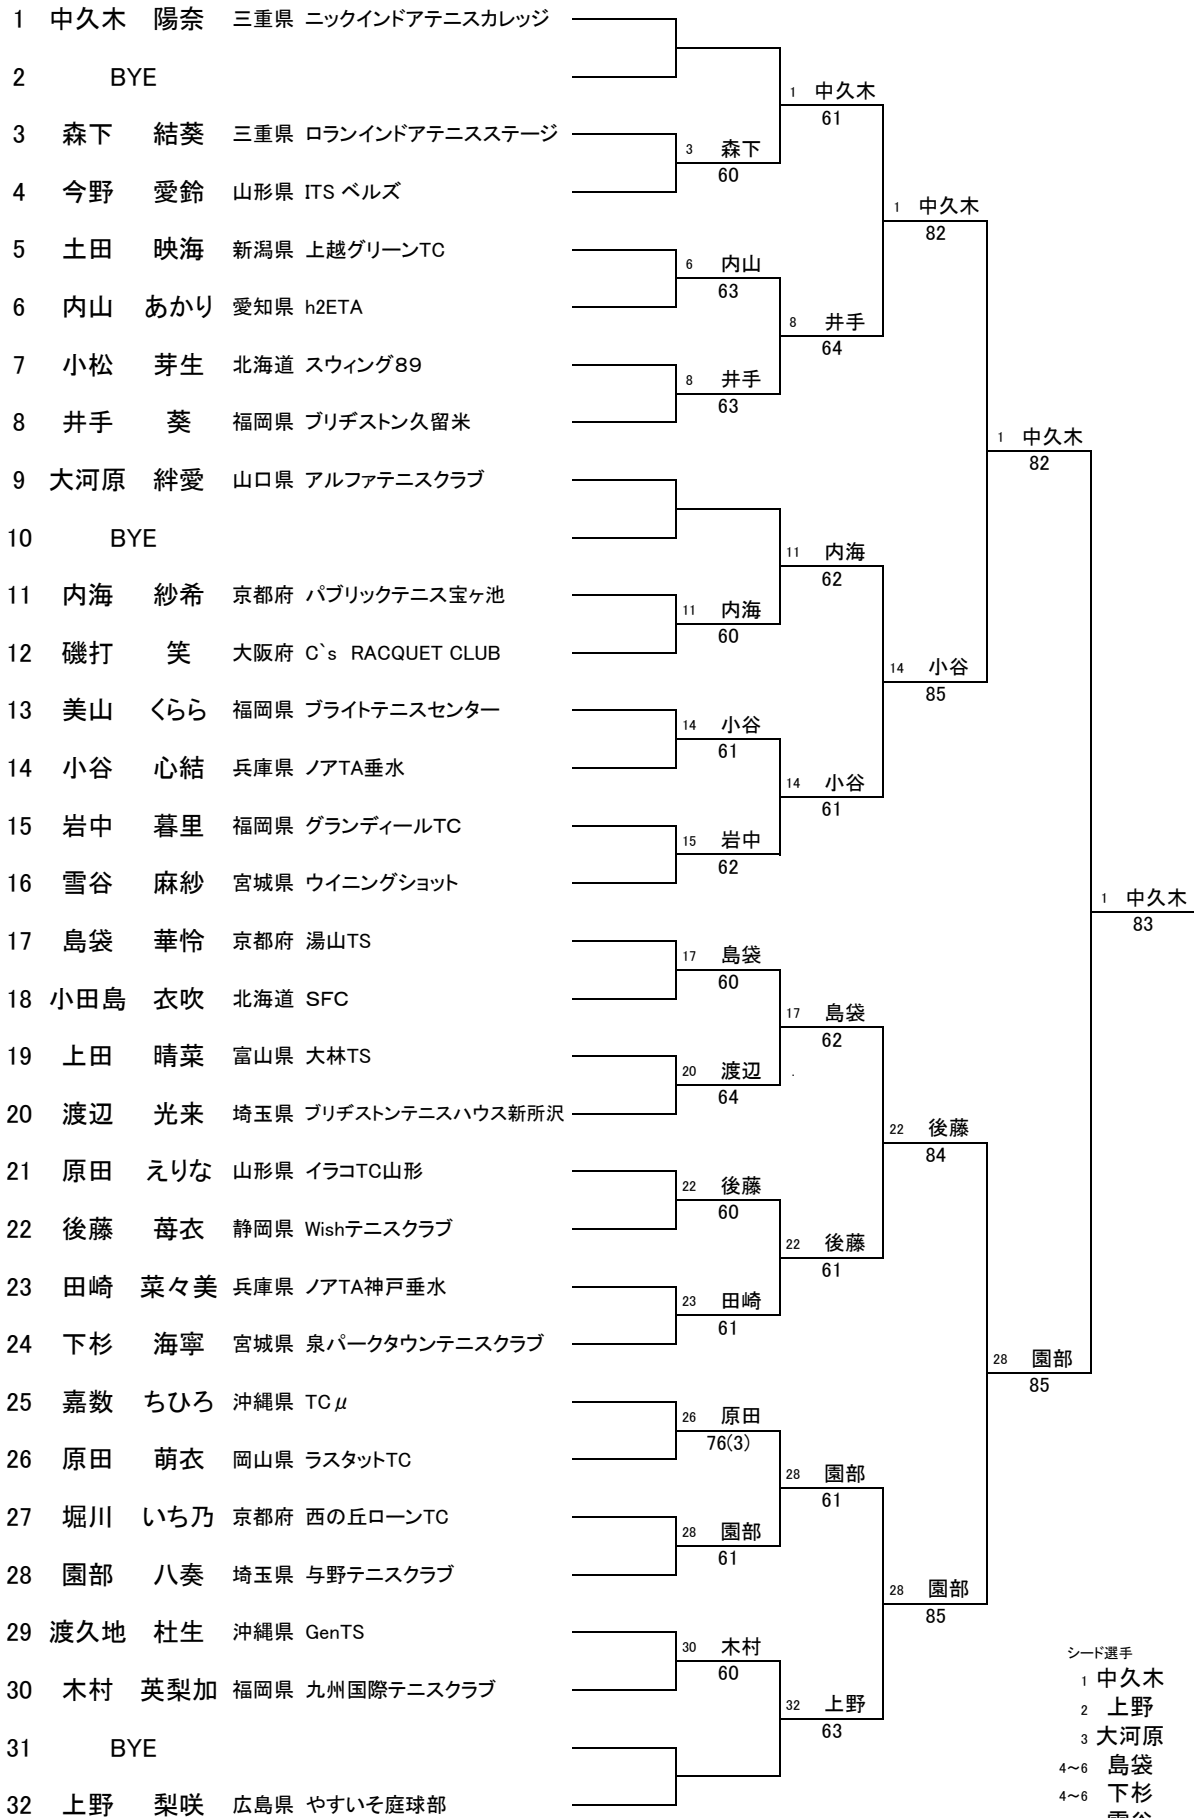 1 中久木 陽奈 三重県 ニックインドアテニスカレッジ
2 BYE
3 森下 結葵 三重県 ロランインドアテニスステージ
4 今野 愛鈴 山形県 ITS ベルズ
5 土田 映海 新潟県 上越グリーンTC
6 内山 あかり 愛知県 h2ETA
7 小松 芽生 北海道 スウィング89
8 井手 葵 福岡県 ブリヂストン久留米
9 大河原 絆愛 山口県 アルファテニスクラブ
10 BYE
11 内海 紗希 京都府 パブリックテニス宝ヶ池
12 磯打 笑 大阪府 C`s RACQUET CLUB
13 美山 くらら 福岡県 ブライトテニスセンター
14 小谷 心結 兵庫県 ノアTA垂水
15 岩中 暮里 福岡県 グランディールTC
16 雪谷 麻紗 宮城県 ウイニングショット
17 島袋 華怜 京都府 湯山TS
18 小田島 衣吹 北海道 SFC
19 上田 晴菜 富山県 大林TS
20 渡辺 光来 埼玉県 ブリヂストンテニスハウス新所沢
21 原田 えりな 山形県 イラコTC山形
22 後藤 苺衣 静岡県 Wishテニスクラブ
23 田崎 菜々美 兵庫県 ノアTA神戸垂水
24 下杉 海寧 宮城県 泉パークタウンテニスクラブ
25 嘉数 ちひろ 沖縄県 TCμ
26 原田 萌衣 岡山県 ラスタットTC
27 堀川 いち乃 京都府 西の丘ローンTC
28 園部 八奏 埼玉県 与野テニスクラブ
29 渡久地 杜生 沖縄県 GenTS
30 木村 英梨加 福岡県 九州国際テニスクラブ
31 BYE
32 上野 梨咲 広島県 やすいそ庭球部
3 森下
60
6 内山
63
8 井手
63
11 内海
60
14 小谷
61
15 岩中
62
17 島袋
60
20 渡辺
64
22 後藤
60
23 田崎
61
26 原田
76(3)
28 園部
61
30 木村
60
1 中久木
61
8 井手
64
11 内海
62
14 小谷
61
17 島袋
62
22 後藤
61
28 園部
61
32 上野
63
1 中久木
82
14 小谷
85
22 後藤
84
28 園部
85
1 中久木
82
28 園部
85
1 中久木
83
シード選手
1 中久木
2 上野
3 大河原
4~6 島袋
4~6 下杉